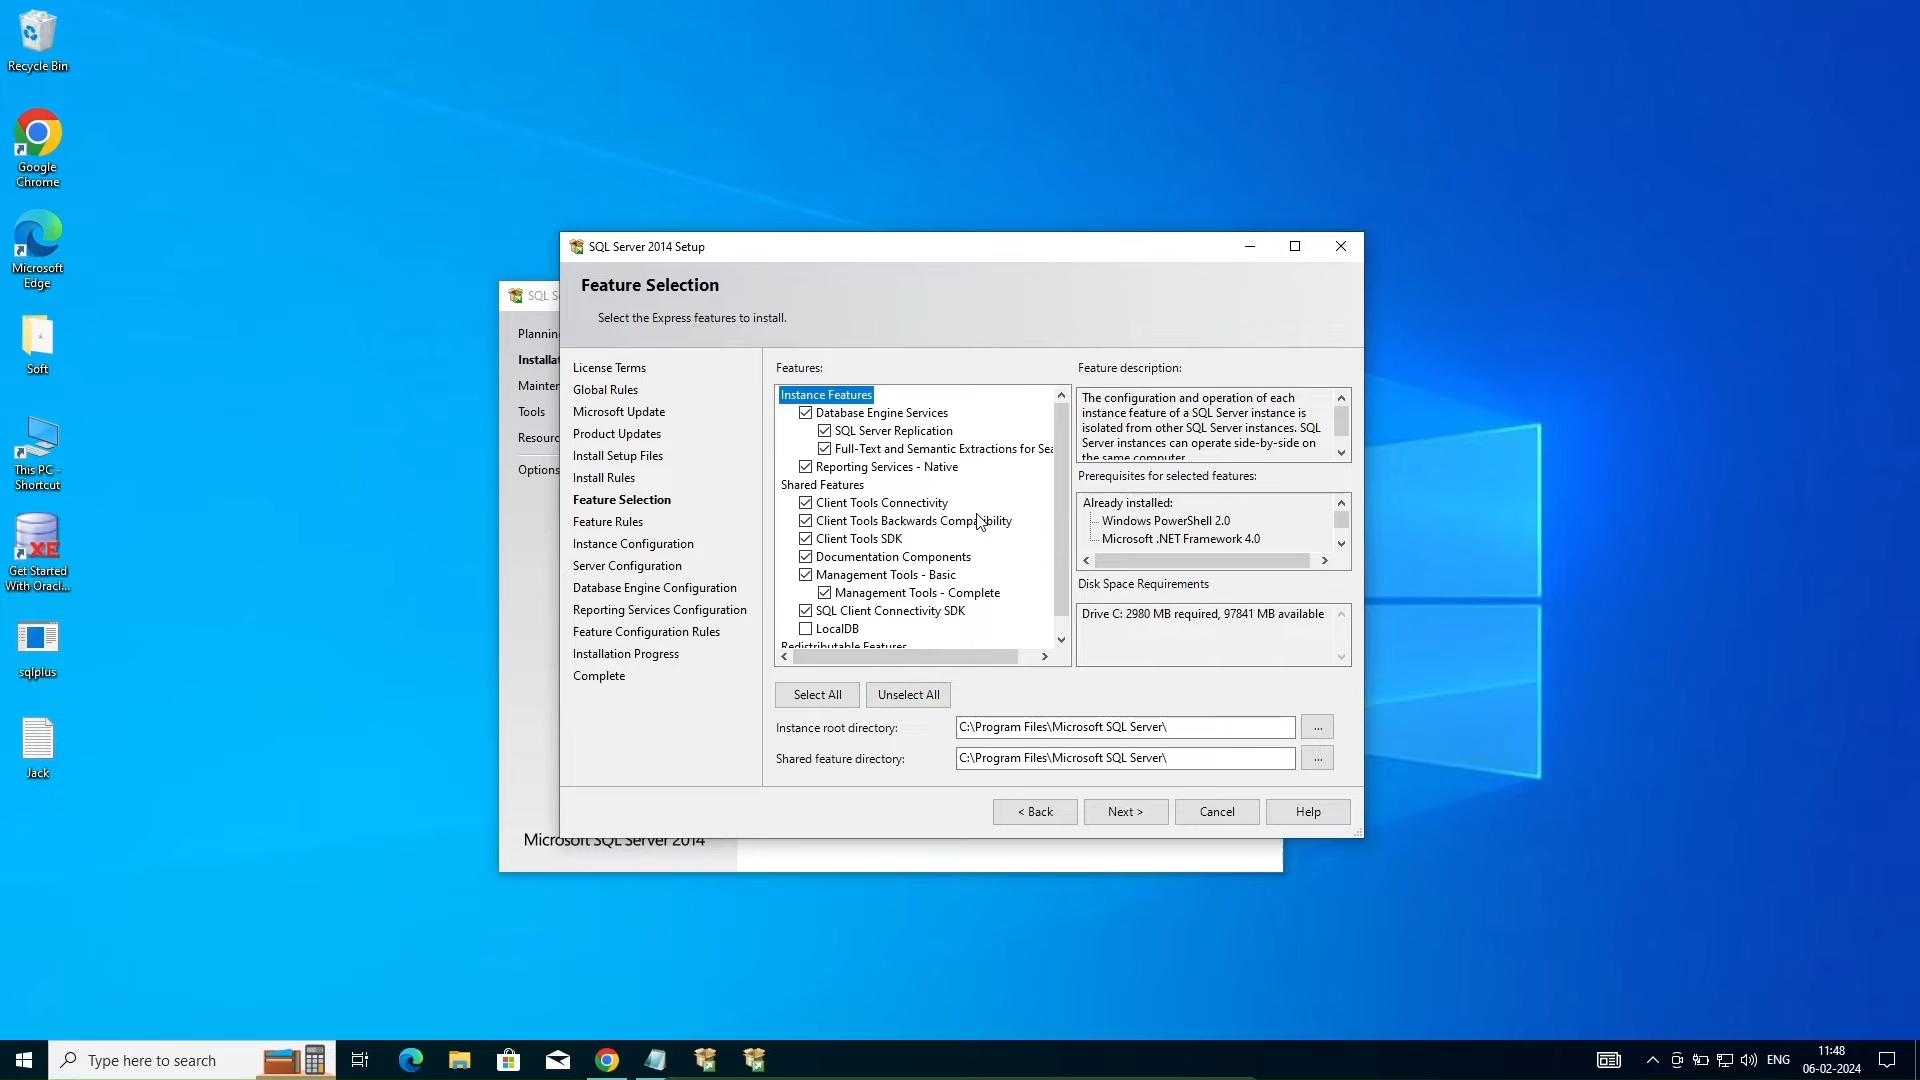 Recycle Bin
Google
Chrome
Microsoft
Edge
Soft
This PC -
Shortcut
Get Started
With Oracl...
sqlplus
Jack
SQL S
Installat
Tools
Options
SQL Server 2014 Setup
Feature Selection
Select the Express features to install.
License Terms
Global Rules
Microsoft Update
Product Updates
Install Setup Files
Install Rules
Feature Selection
Feature Rules
Instance Configuration
Server Configuration
Database Engine Configuration
Reporting Services Configuration
Feature Configuration Rules
Installation Progress
Complete
Features:
Instance Features
Database Engine Services
SQL Server Replication
Full-Text and Semantic Extractions for Sea
Reporting Services - Native
Shared Features
Client Tools Connectivity
Client Tools Backwards Compatibility
Client Tools SDK
Documentation Components
Management Tools - Basic
Management Tools - Complete
SQL Client Connectivity SDK
LocalDB
Redistributable Features
Feature description:
The configuration and operation of each
instance feature of a SQL Server instance is
isolated from other SQL Server instances. SQL
Server instances can operate side-by-side on
the same computer.
Prerequisites for selected features:
Already installed:
Windows PowerShell 2.0
Microsoft .NET Framework 4.0
Disk Space Requirements
Drive C: 2980 MB required, 97841 MB available
Select All
Unselect All
Instance root directory:
C:\Program Files\Microsoft SQL Server\
...
Shared feature directory:
C:\Program Files\Microsoft SQL Server\
...
< Back
Next >
Cancel
Help
Microsoft SQL Server 2014
Type here to search
ENG
11:48
06-02-2024